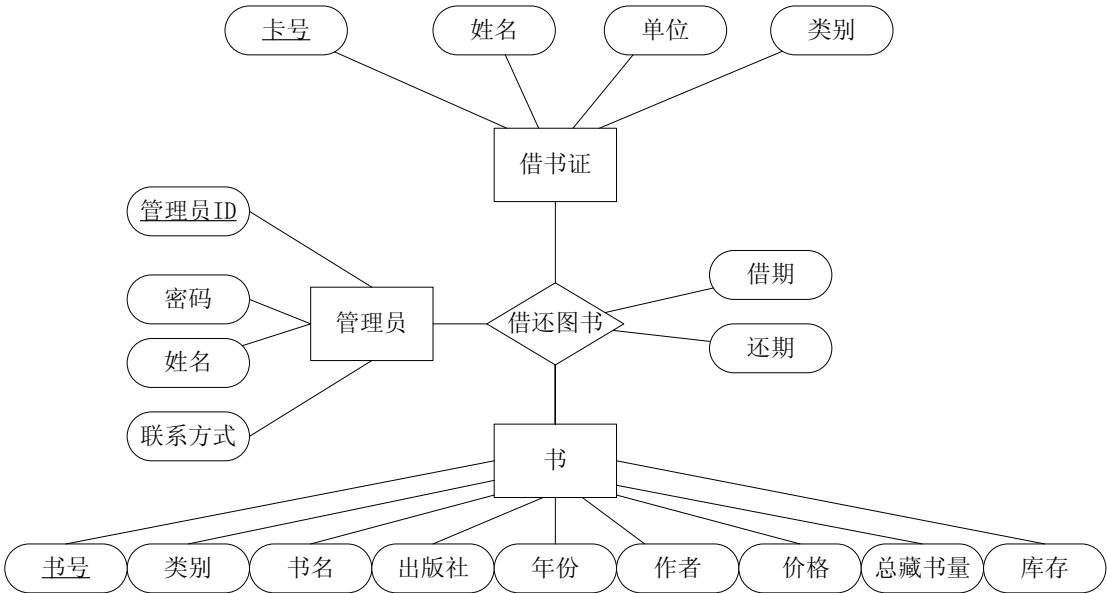 卡号
姓名
单位
类别
借书证
管理员ID
密码
姓名
联系方式
管理员
借还图书
借期
还期
书
书号
类别
书名
出版社
年份
作者
价格
总藏书量
库存